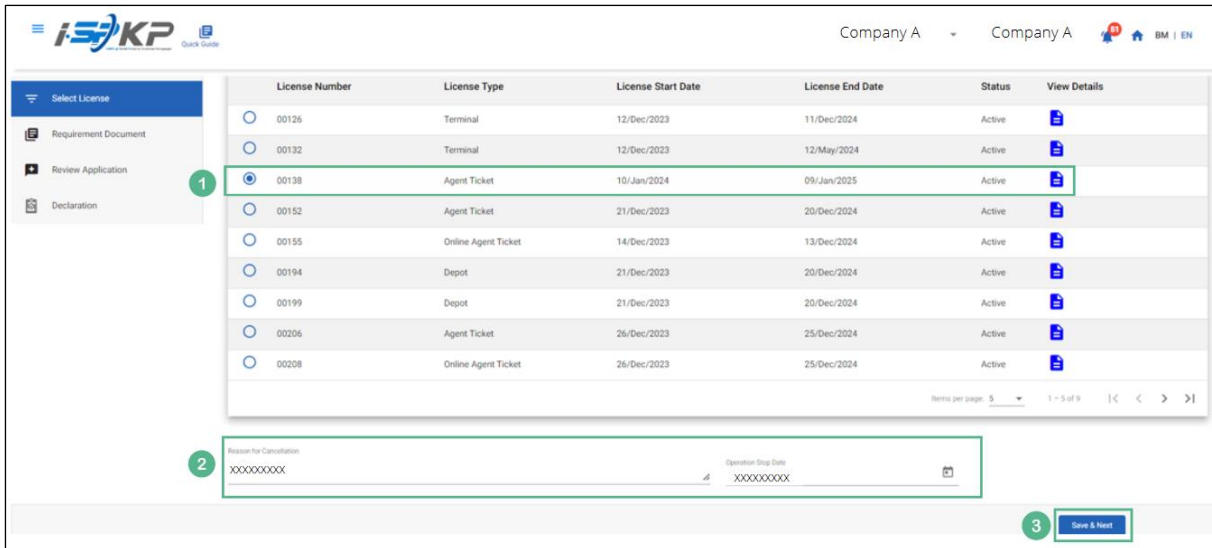 i-SPKP
Quick Guide
Company A
Company A
81
BM | EN
Select License
Requirement Document
Review Application
Declaration
License Number License Type License Start Date License End Date Status View Details
00126 Terminal 12/Dec/2023 11/Dec/2024 Active
00132 Terminal 12/Dec/2023 12/May/2024 Active
1
00138 Agent Ticket 10/Jan/2024 09/Jan/2025 Active
00152 Agent Ticket 21/Dec/2023 20/Dec/2024 Active
00155 Online Agent Ticket 14/Dec/2023 13/Dec/2024 Active
00194 Depot 21/Dec/2023 20/Dec/2024 Active
00199 Depot 21/Dec/2023 20/Dec/2024 Active
00206 Agent Ticket 26/Dec/2023 25/Dec/2024 Active
00208 Online Agent Ticket 26/Dec/2023 25/Dec/2024 Active
Items per page: 5 1 – 5 of 9
2
Reason for Cancellation
XXXXXXXXX
Operation Stop Date
XXXXXXXXX
3
Save & Next